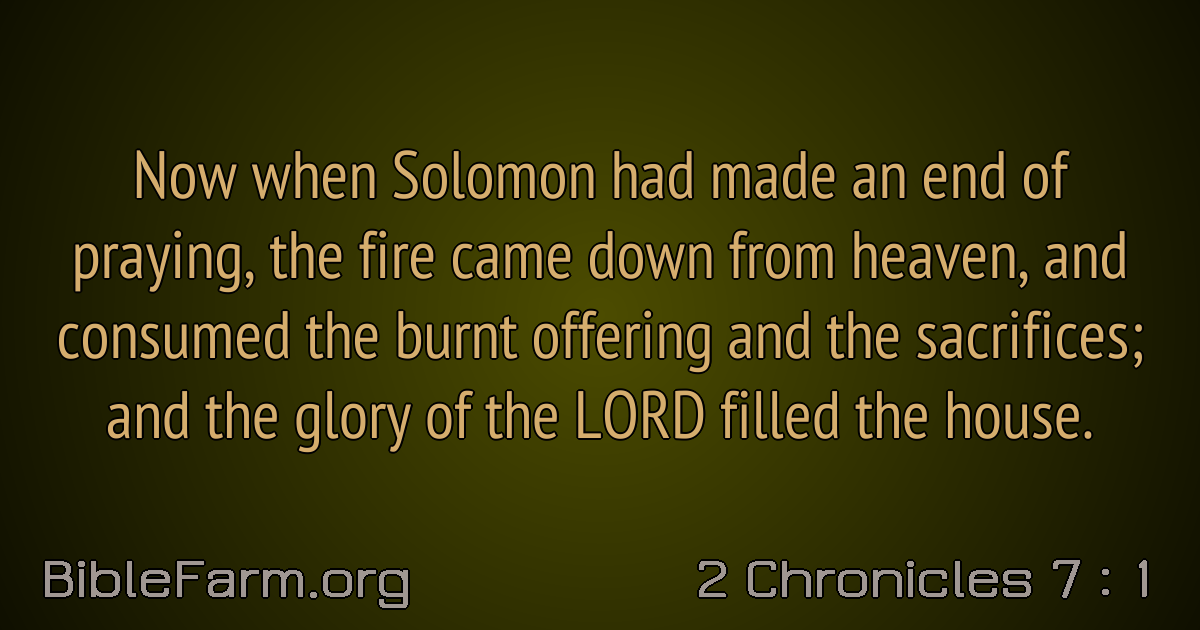 Now when Solomon had made an end of
praying, the fire came down from heaven, and
consumed the burnt offering and the sacrifices;
and the glory of the LORD filled the house.
BibleFarm.org
2 Chronicles 7 : 1